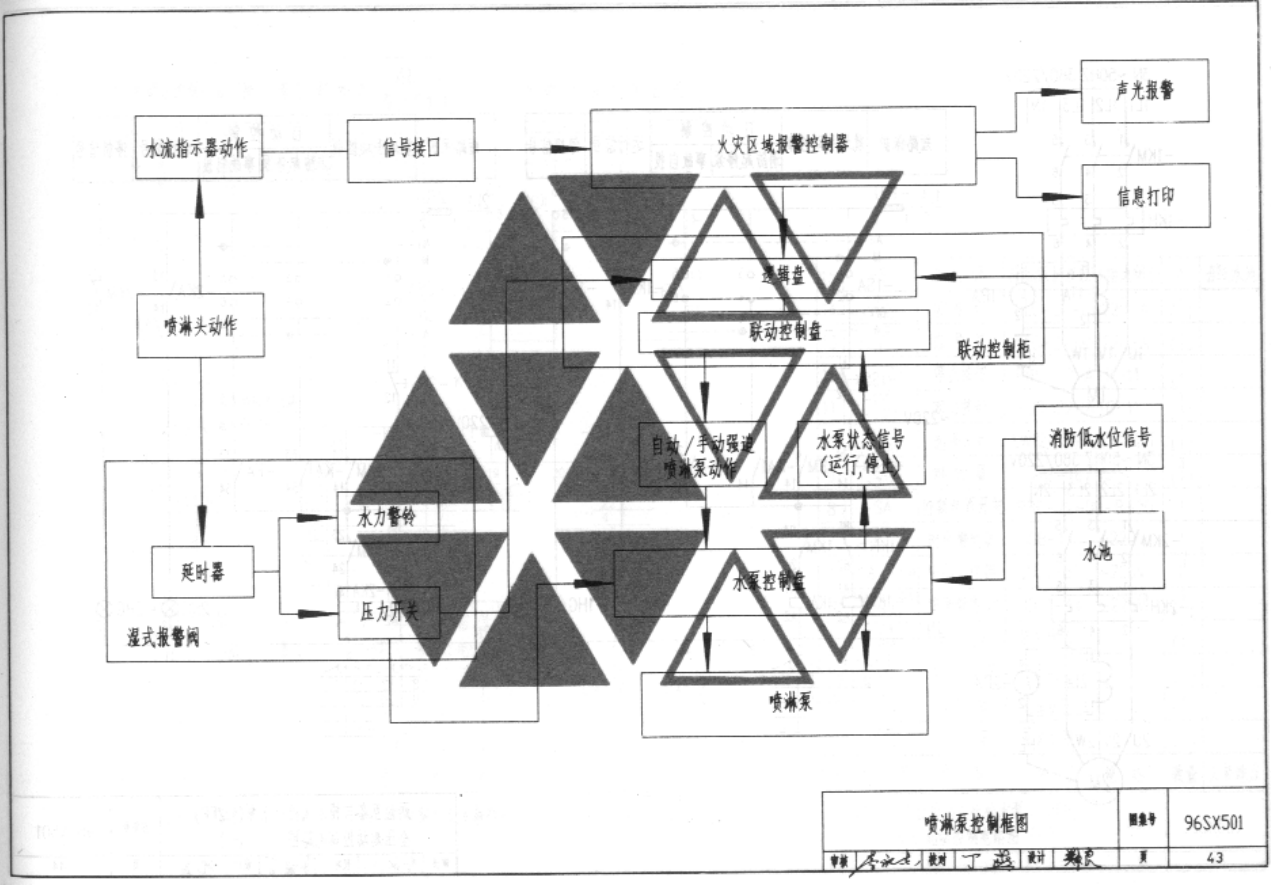 声光报警
水流指示器动作
信号接口
火灾区域报警控制器
信息打印
逻辑盘
喷淋头动作
联动控制盘
联动控制柜
自动/手动强迫
喷淋泵动作
水泵状态信号
(运行,停止)
消防低水位信号
水力警铃
水池
延时器
水泵控制盘
压力开关
湿式报警阀
喷淋泵
喷淋泵控制框图
图集号
96SX501
审核
校对
设计
页
43